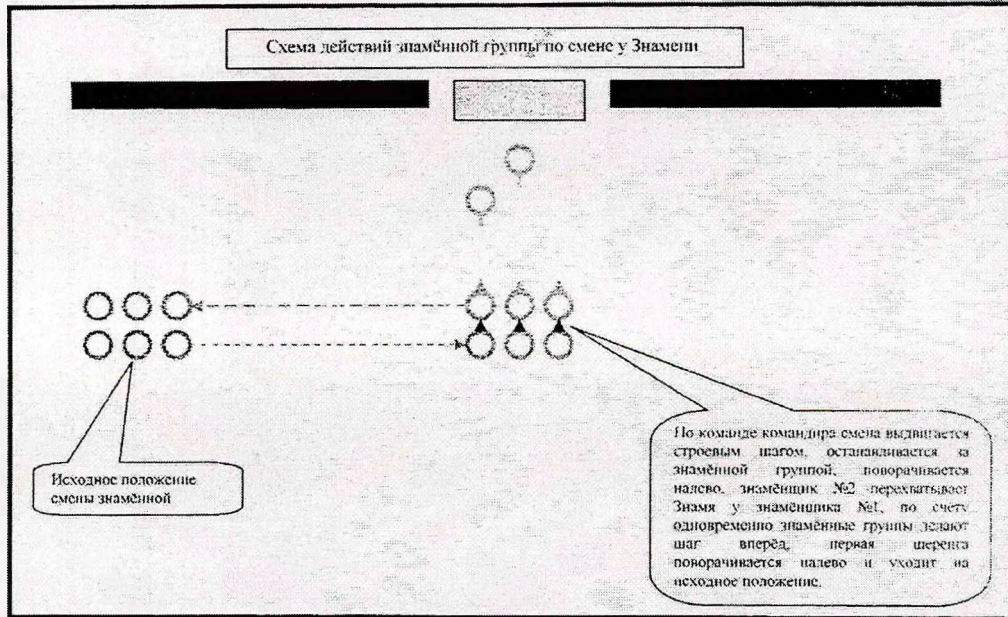 Схема действий знамённой группы по смене у Знамени
Исходное положение
смены знамённой
По команде командира смена выдвигается
строевым шагом, останавливается за
знамённой группой, поворачивается
налево, знамёнщик №2 перехватывает
Знамя у знамёнщика №1, по счёту
одновременно знамённые группы делают
шаг вперёд, первая шеренга
поворачивается налево и уходит на
исходное положение.